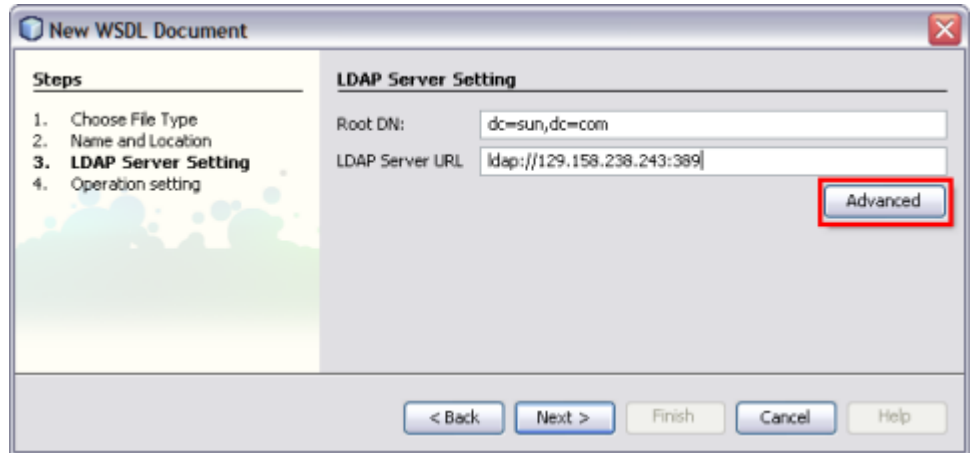 New WSDL Document
Steps
1. Choose File Type
2. Name and Location
3. LDAP Server Setting
4. Operation setting
LDAP Server Setting
Root DN: dc=sun,dc=com
LDAP Server URL ldap://129.158.238.243:389
Advanced
< Back Next > Finish Cancel Help